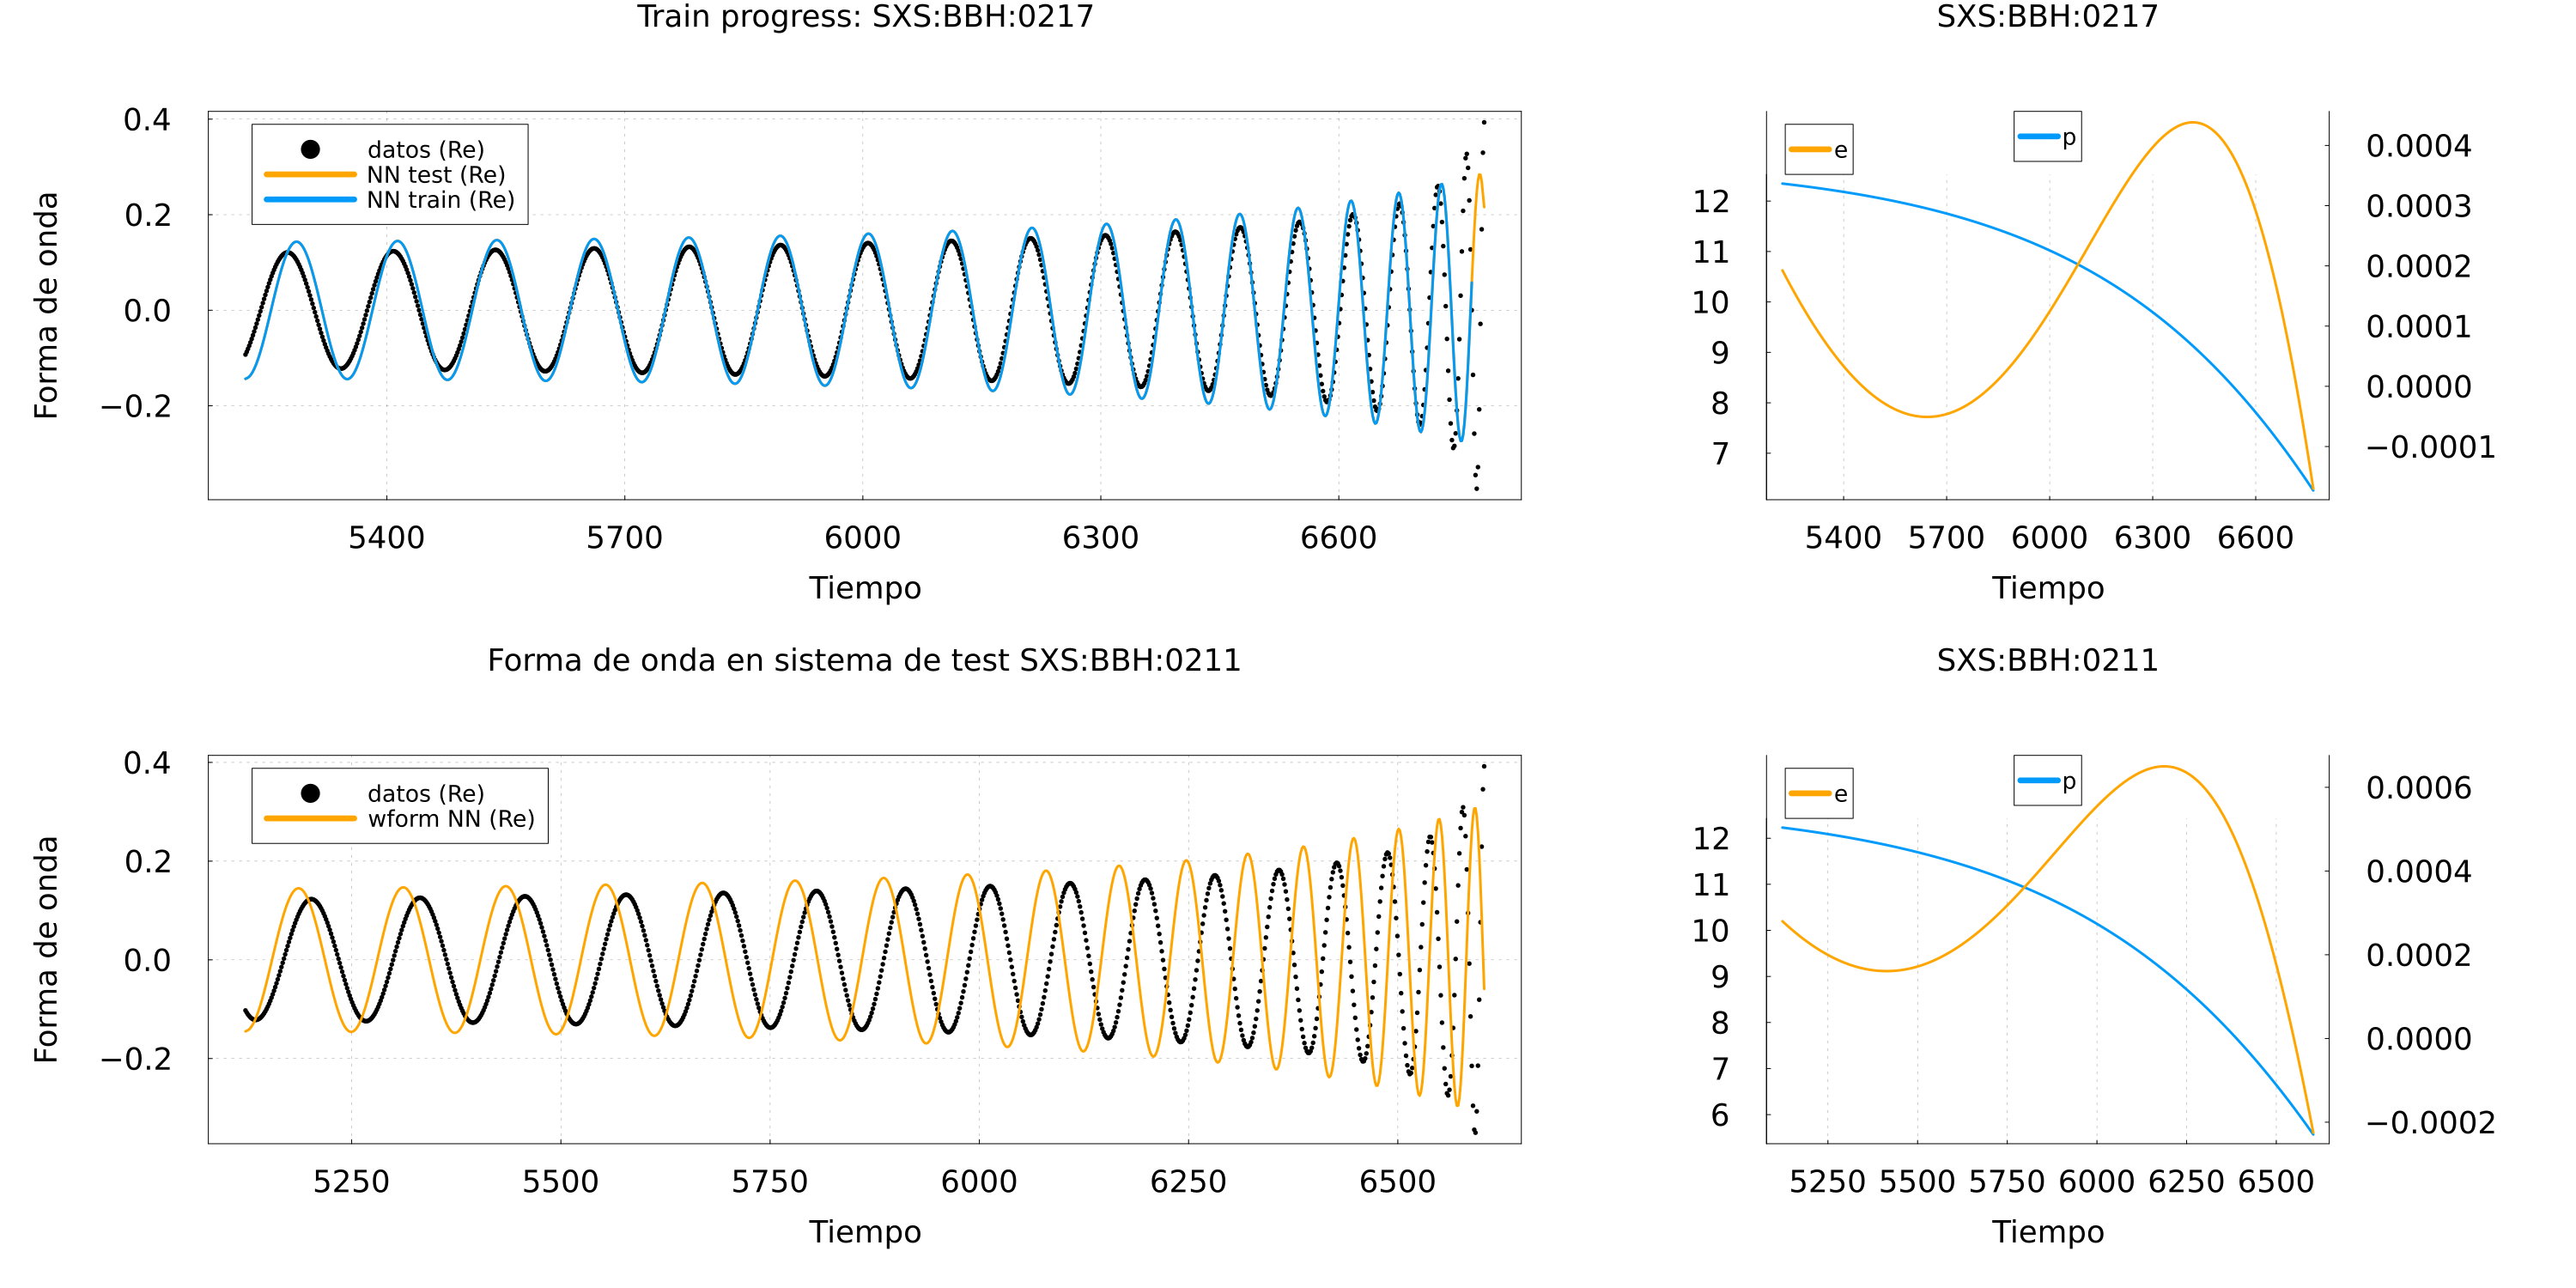 Train progress: SXS:BBH:0217
Forma de onda
0.4
0.2
0.0
−0.2
datos (Re)
NN test (Re)
NN train (Re)
5400 5700 6000 6300 6600
Tiempo
SXS:BBH:0217
e
p
12
11
10
9
8
7
0.0004
0.0003
0.0002
0.0001
0.0000
−0.0001
5400 5700 6000 6300 6600
Tiempo
Forma de onda en sistema de test SXS:BBH:0211
Forma de onda
0.4
0.2
0.0
−0.2
datos (Re)
wform NN (Re)
5250 5500 5750 6000 6250 6500
Tiempo
SXS:BBH:0211
e
p
12
11
10
9
8
7
6
0.0006
0.0004
0.0002
0.0000
−0.0002
5250 5500 5750 6000 6250 6500
Tiempo